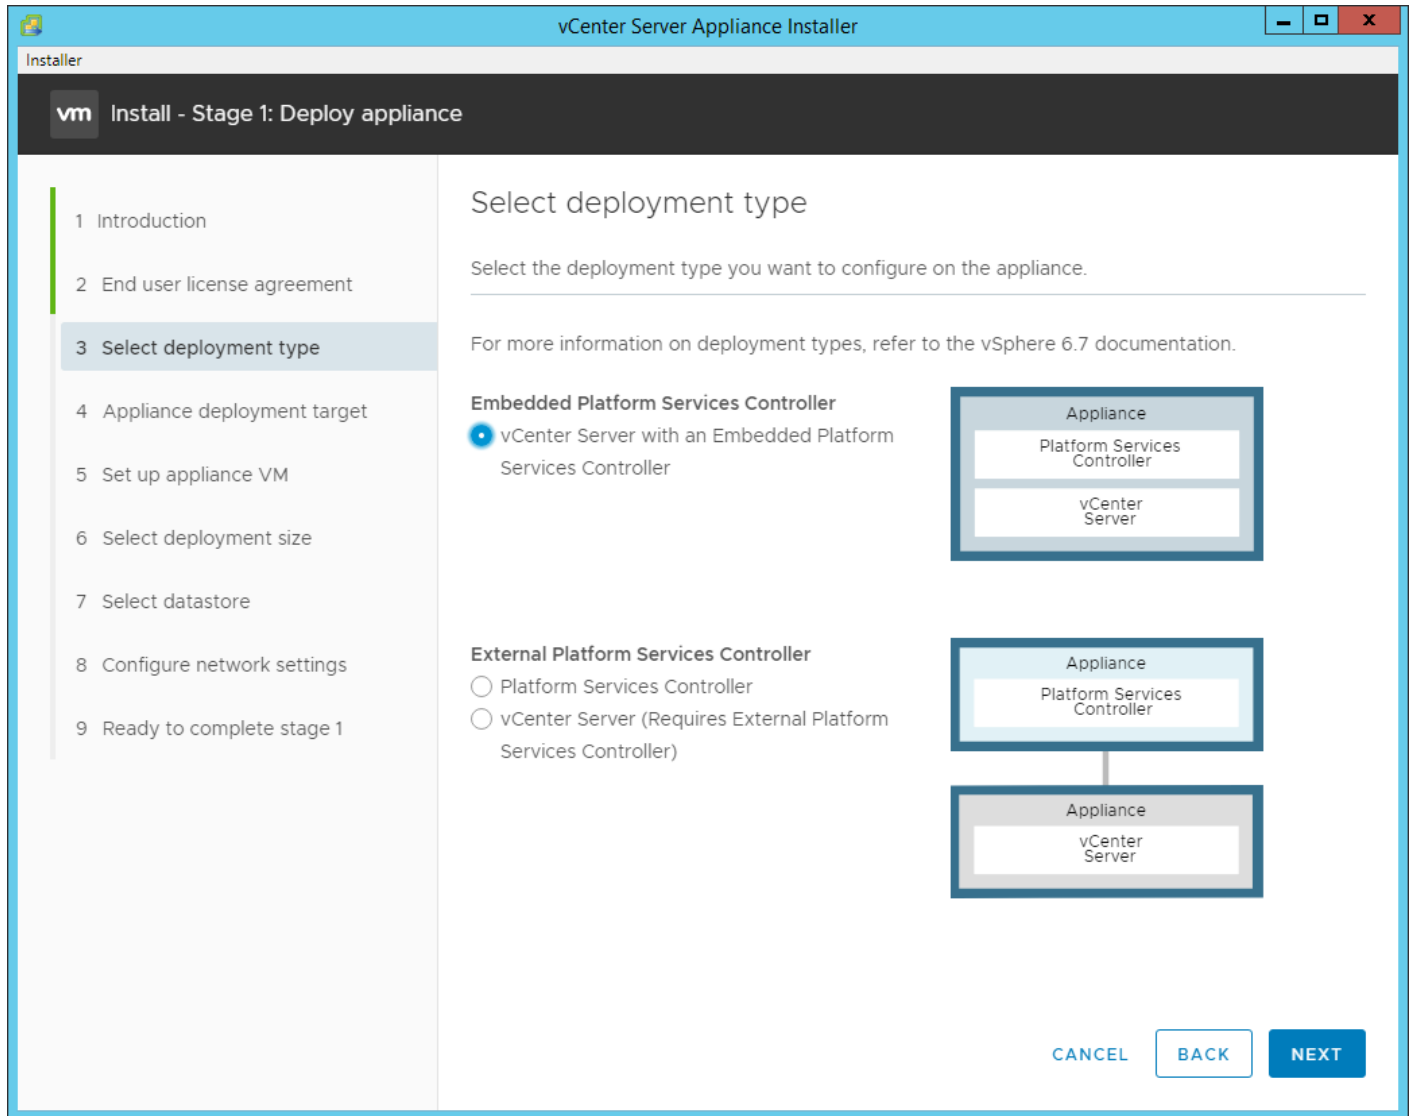 vCenter Server Appliance Installer
Installer
vm Install - Stage 1: Deploy appliance
1 Introduction
2 End user license agreement
3 Select deployment type
4 Appliance deployment target
5 Set up appliance VM
6 Select deployment size
7 Select datastore
8 Configure network settings
9 Ready to complete stage 1
Select deployment type
Select the deployment type you want to configure on the appliance.
For more information on deployment types, refer to the vSphere 6.7 documentation.
Embedded Platform Services Controller
vCenter Server with an Embedded Platform
Services Controller
Appliance
Platform Services
Controller
vCenter
Server
External Platform Services Controller
Platform Services Controller
vCenter Server (Requires External Platform
Services Controller)
Appliance
Platform Services
Controller
Appliance
vCenter
Server
CANCEL BACK NEXT